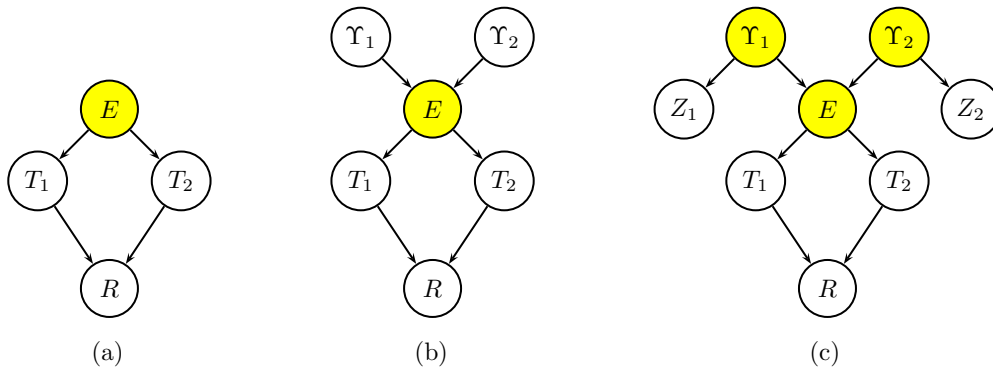 ϒ₁ ϒ₂ ϒ₁ ϒ₂
E E Z₁ E Z₂
T₁ T₂ T₁ T₂ T₁ T₂
R R R
(a) (b) (c)